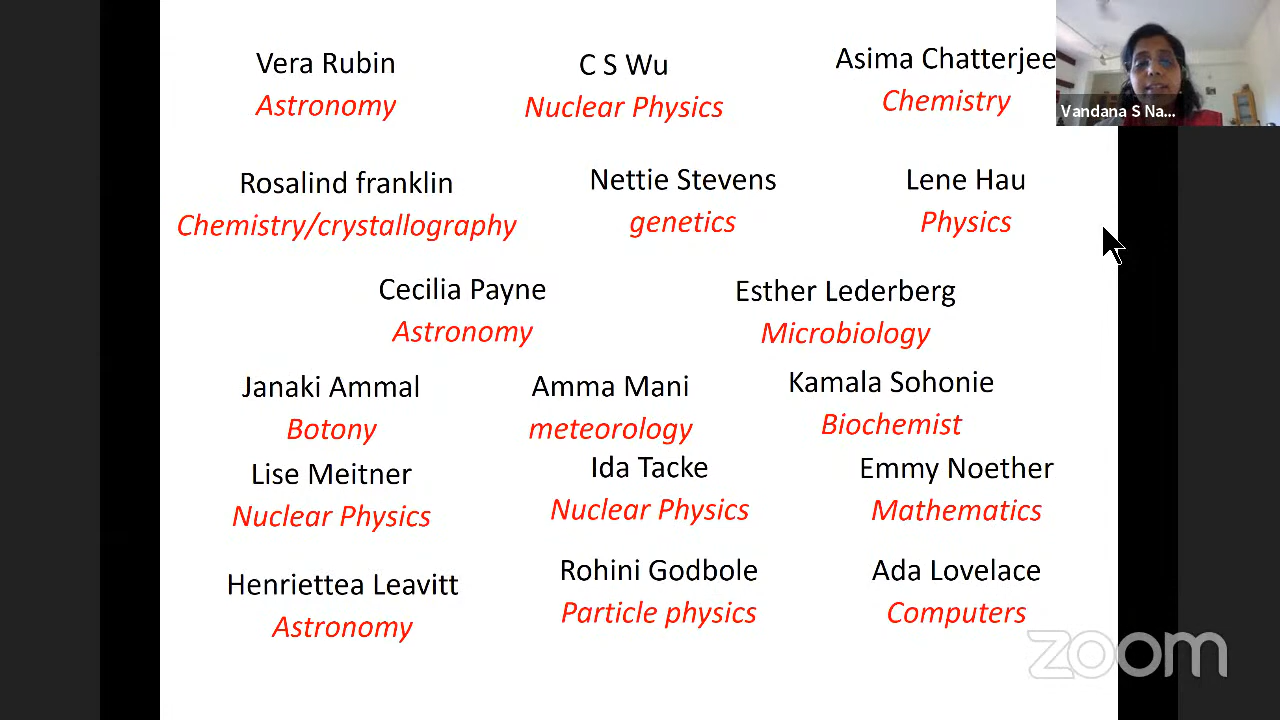 Vera Rubin
Astronomy
C S Wu
Nuclear Physics
Asima Chatterjee
Chemistry
Vandana S Na...
Rosalind franklin
Chemistry/crystallography
Nettie Stevens
genetics
Lene Hau
Physics
Cecilia Payne
Astronomy
Esther Lederberg
Microbiology
Janaki Ammal
Botony
Amma Mani
meteorology
Kamala Sohonie
Biochemist
Lise Meitner
Nuclear Physics
Ida Tacke
Nuclear Physics
Emmy Noether
Mathematics
Henriettea Leavitt
Astronomy
Rohini Godbole
Particle physics
Ada Lovelace
Computers
zoom